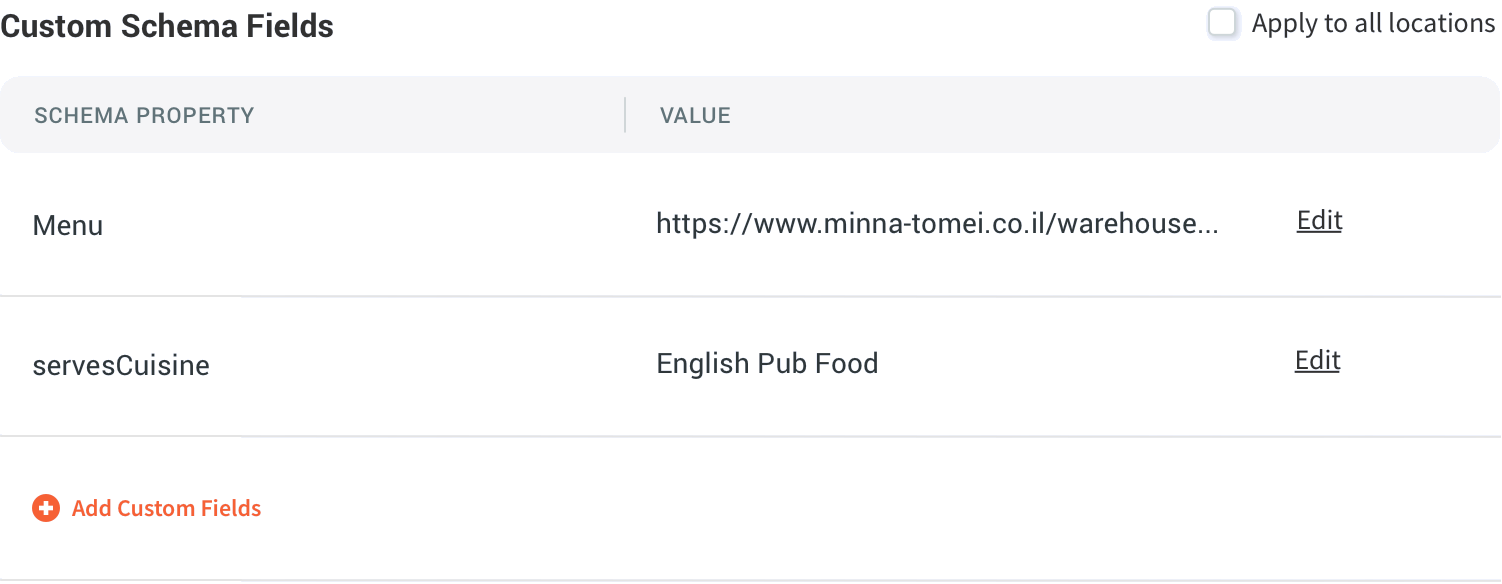 Custom Schema Fields
Apply to all locations
SCHEMA PROPERTY
VALUE
Menu
https://www.minna-tomei.co.il/warehouse...
Edit
servesCuisine
English Pub Food
Edit
Add Custom Fields